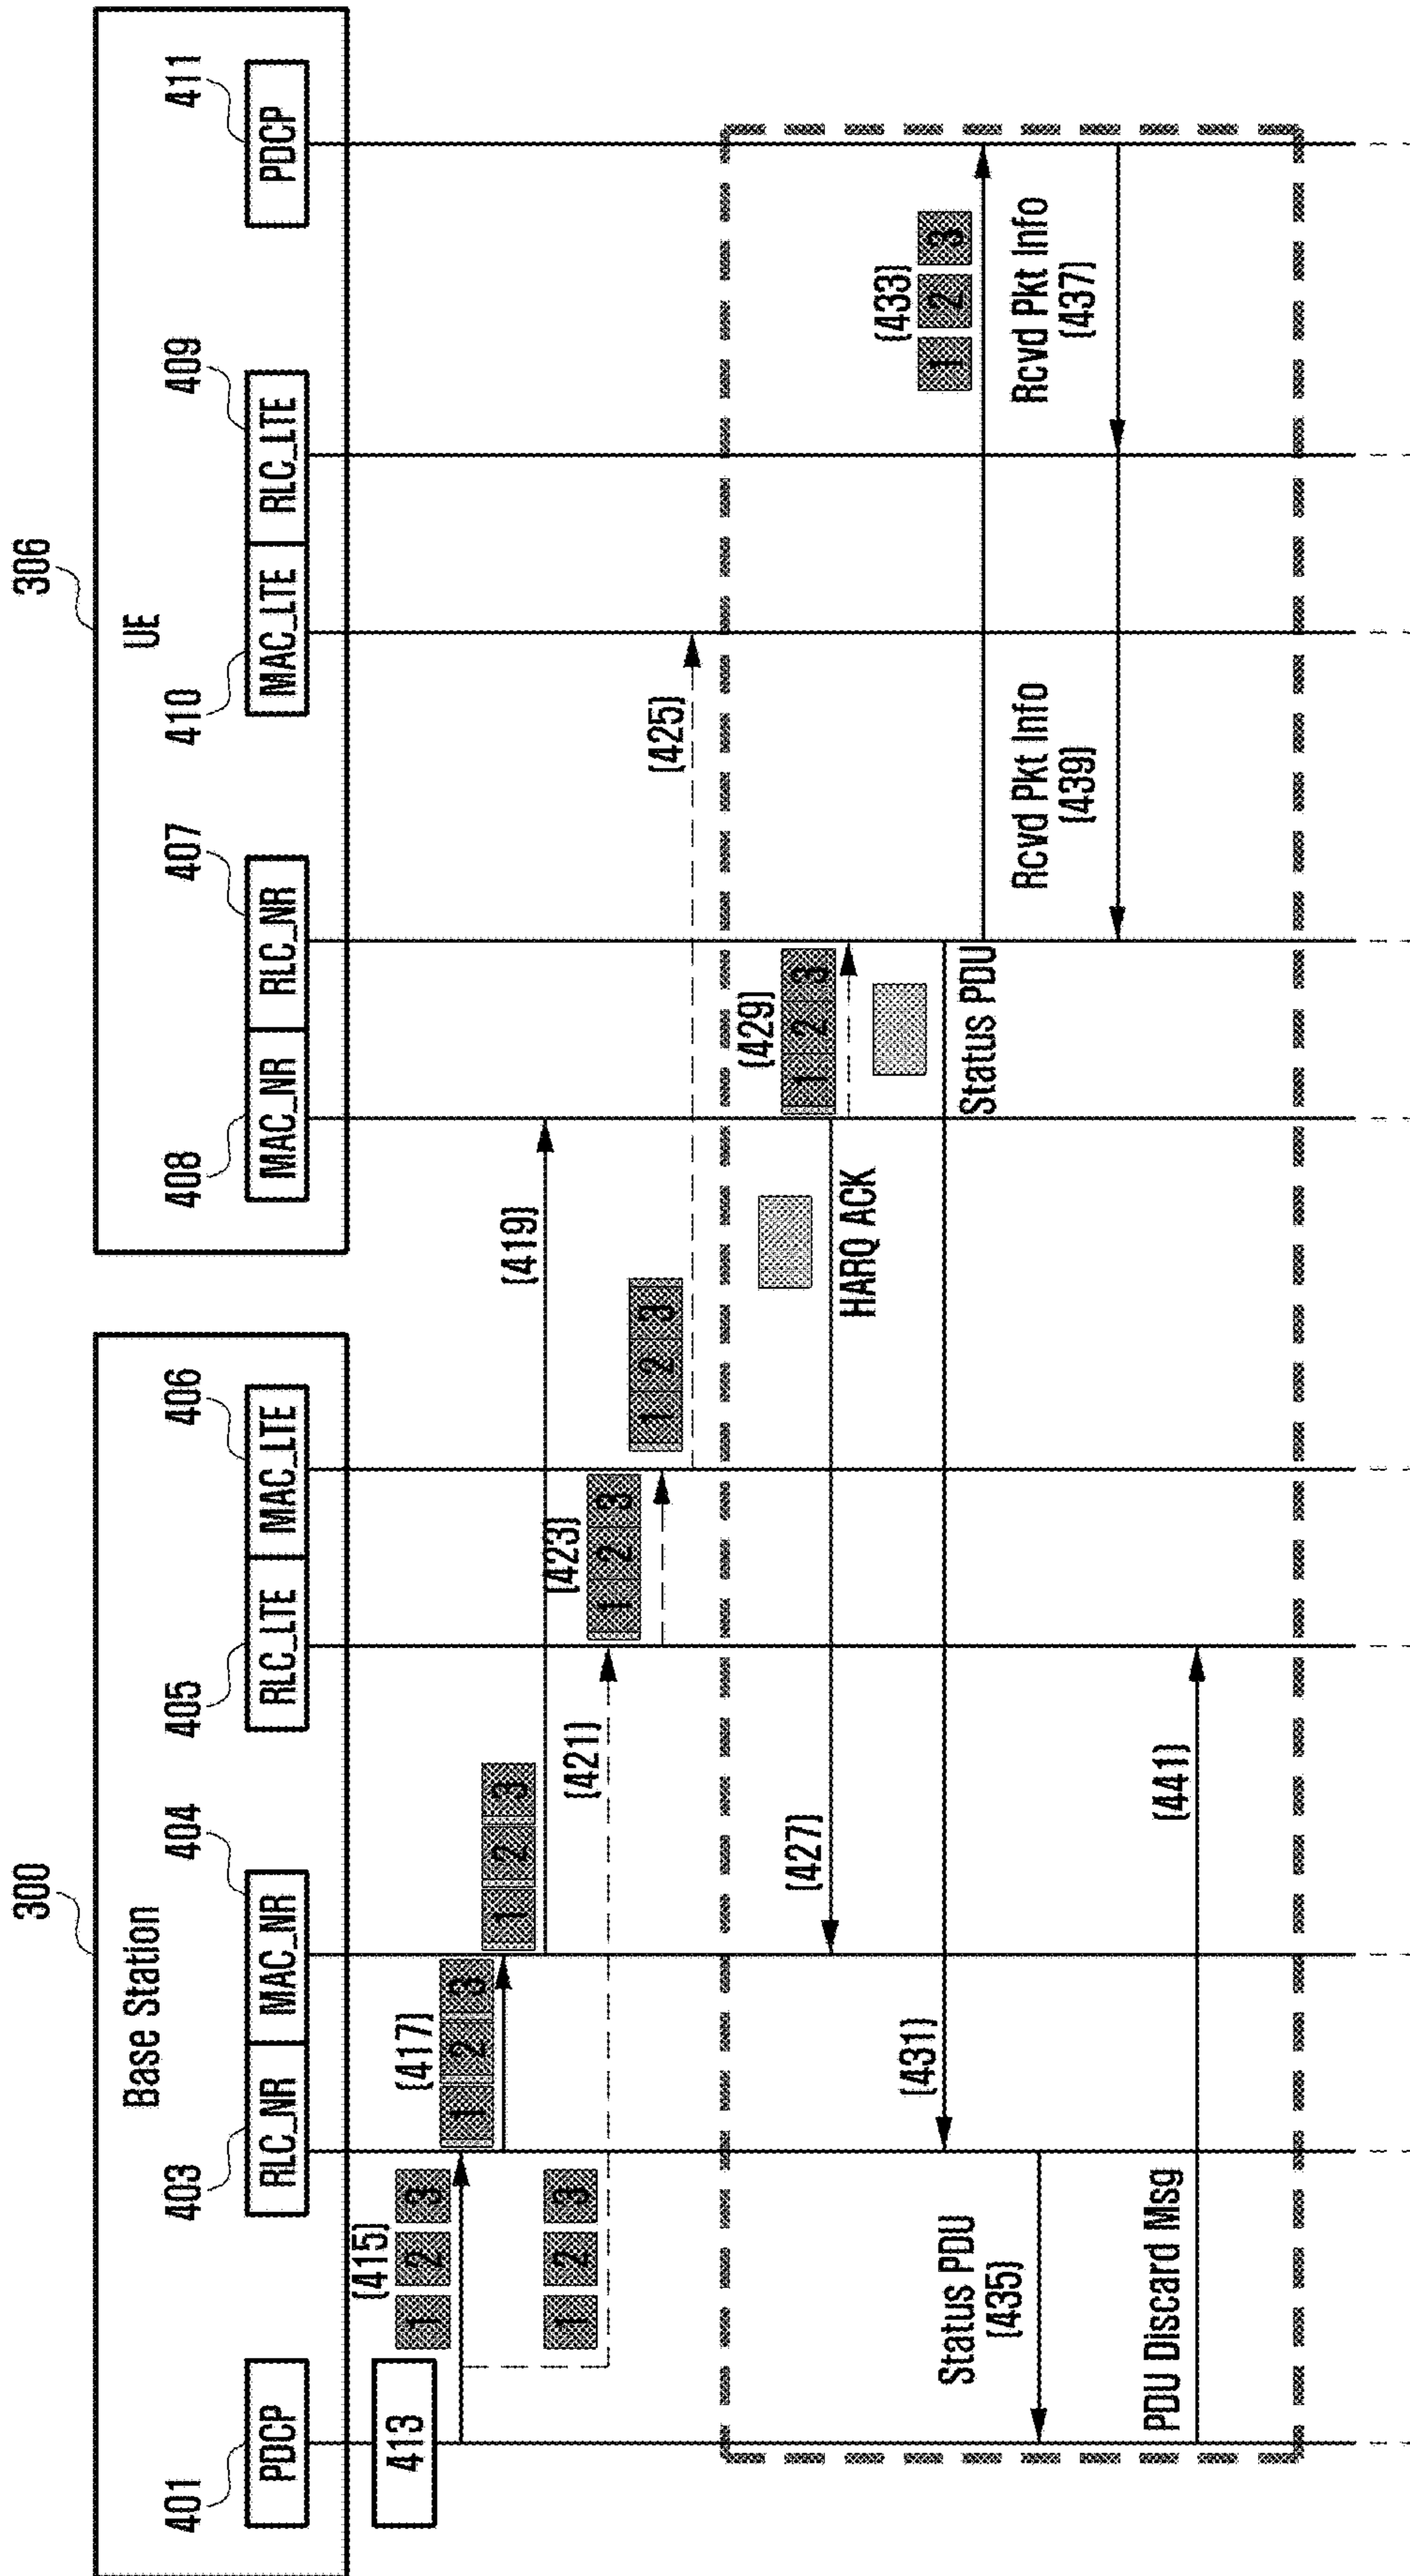 300
306
Base Station
UE
401
403
404
405
406
408
407
410
409
411
PDCP
RLC_NR
MAC_NR
RLC_LTE
MAC_LTE
MAC_NR
RLC_NR
MAC_LTE
RLC_LTE
PDCP
413
(415)
1 2 3
(417)
1 2 3
1 2 3
(419)
1 2 3
(421)
(423)
1 2 3
1 2 3
(425)
(427)
HARQ ACK
(429)
1 2 3
(431)
Status PDU
(433)
1 2 3
Status PDU
(435)
Rcvd Pkt Info
(439)
Rcvd Pkt Info
(437)
PDU Discard Msg
(441)